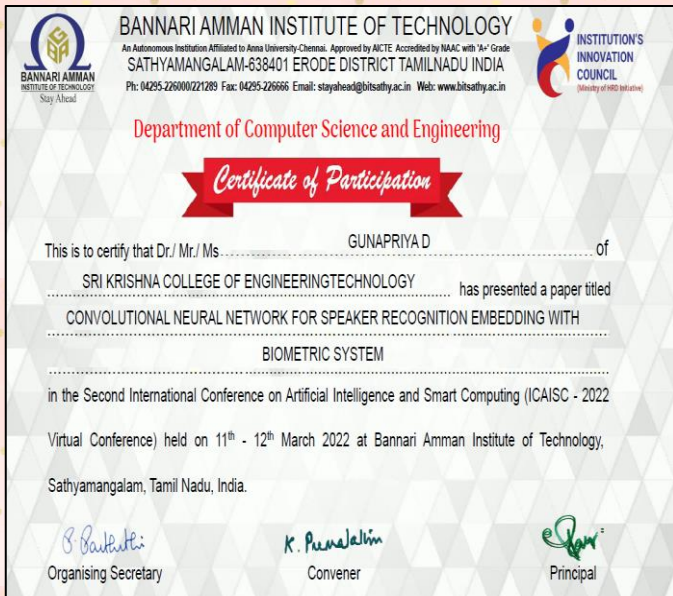 BANNARI AMMAN INSTITUTE OF TECHNOLOGY
An Autonomous Institution Affiliated to Anna University-Chennai. Approved by AICTE Accredited by NAAC with 'A+' Grade
SATHYAMANGALAM-638401 ERODE DISTRICT TAMILNADU INDIA
Ph: 04295-226000/221289 Fax: 04295-226666 Email: stayahead@bitsathy.ac.in Web: www.bitsathy.ac.in
BANNARI AMMAN
INSTITUTE OF TECHNOLOGY
Stay Ahead
INSTITUTION'S
INNOVATION
COUNCIL
(Ministry of HRD Initiative)
Department of Computer Science and Engineering
Certificate of Participation
This is to certify that Dr./ Mr./ Ms GUNAPRIYA D of
SRI KRISHNA COLLEGE OF ENGINEERINGTECHNOLOGY has presented a paper titled
CONVOLUTIONAL NEURAL NETWORK FOR SPEAKER RECOGNITION EMBEDDING WITH
BIOMETRIC SYSTEM
in the Second International Conference on Artificial Intelligence and Smart Computing (ICAISC - 2022
Virtual Conference) held on 11th - 12th March 2022 at Bannari Amman Institute of Technology,
Sathyamangalam, Tamil Nadu, India.
Organising Secretary
Convener
Principal